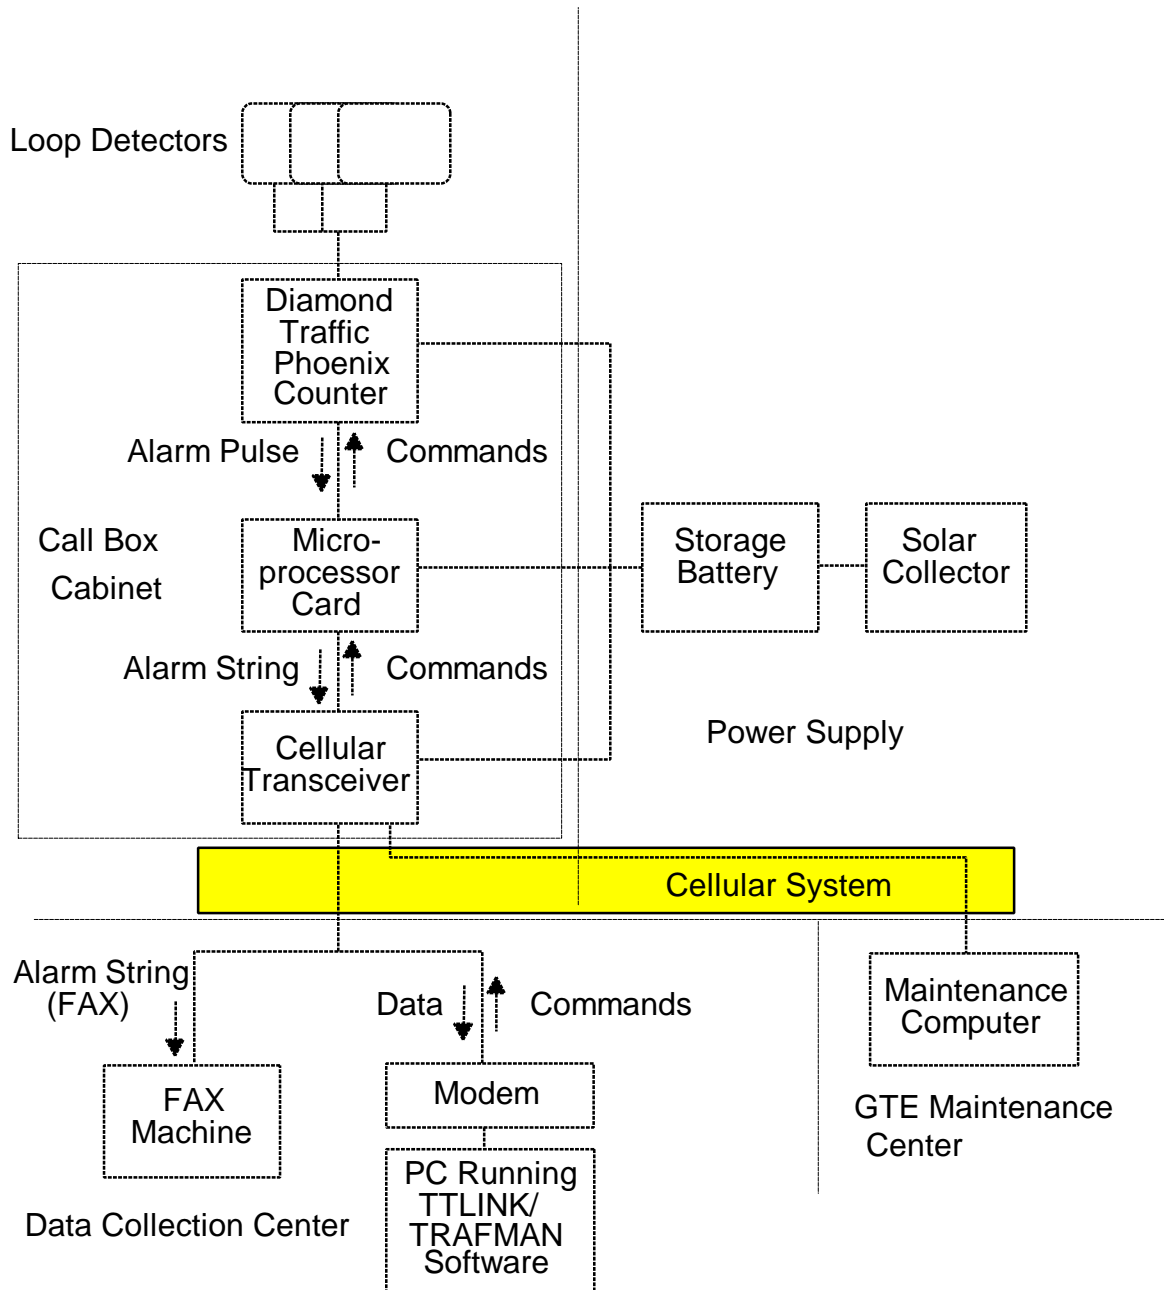 Loop Detectors
Diamond
Traffic
Phoenix
Counter
Alarm Pulse
Commands
Call Box
Cabinet
Micro-
processor
Card
Storage
Battery
Solar
Collector
Alarm String
Commands
Cellular
Transceiver
Power Supply
Cellular System
Alarm String
(FAX)
Data
Commands
Maintenance
Computer
FAX
Machine
Modem
GTE Maintenance
Center
PC Running
TTLINK/
TRAFMAN
Software
Data Collection Center